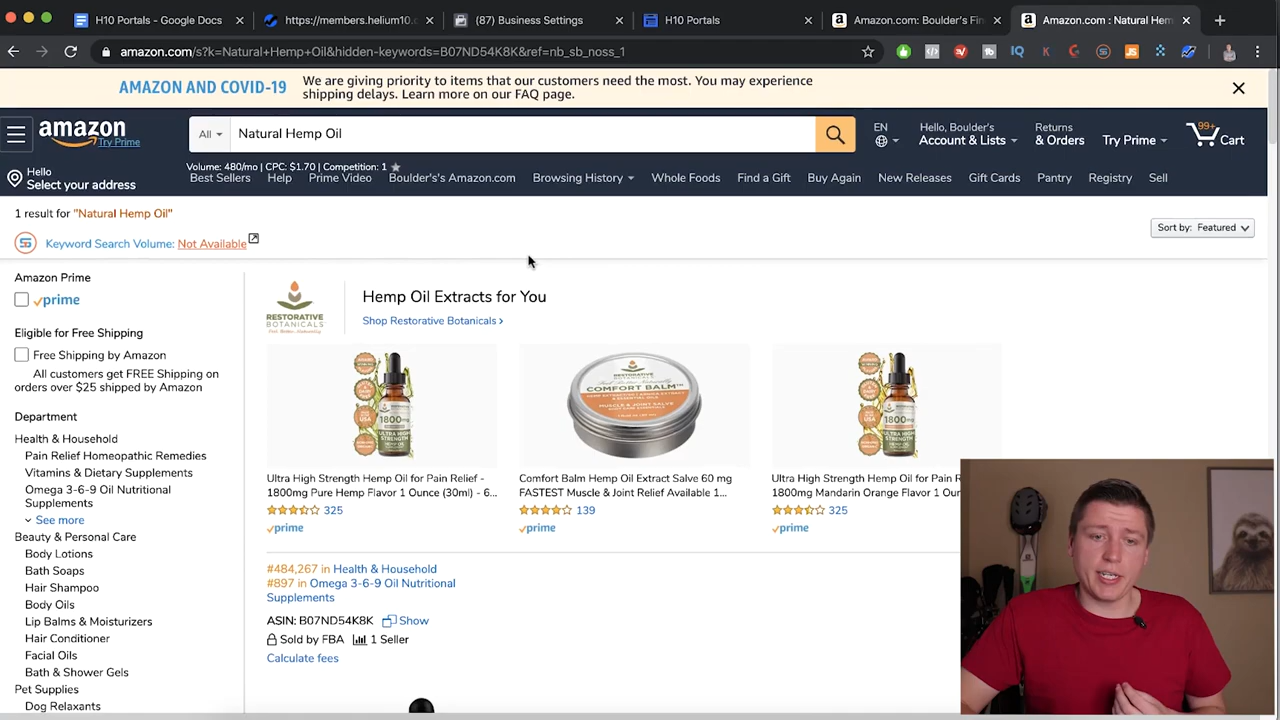 H10 Portals - Google Docs
https://members.helium10.c
(87) Business Settings
H10 Portals
Amazon.com: Boulder's Fin
Amazon.com : Natural Hem
amazon.com/s?k=Natural+Hemp+Oil&hidden-keywords=B07ND54K8K&ref=nb_sb_noss_1
AMAZON AND COVID-19
We are giving priority to items that our customers need the most. You may experience
shipping delays. Learn more on our FAQ page.
amazon
Try Prime
All
Natural Hemp Oil
EN
Hello, Boulder's
Account & Lists
Returns
& Orders
Try Prime
99+
Cart
Volume: 480/mo | CPC: $1.70 | Competition: 1
Hello
Select your address
Best Sellers
Help
Prime Video
Boulder's's Amazon.com
Browsing History
Whole Foods
Find a Gift
Buy Again
New Releases
Gift Cards
Pantry
Registry
Sell
1 result for "Natural Hemp Oil"
Sort by: Featured
Keyword Search Volume: Not Available
Amazon Prime
prime
Eligible for Free Shipping
Free Shipping by Amazon
All customers get FREE Shipping on
orders over $25 shipped by Amazon
Department
Health & Household
Pain Relief Homeopathic Remedies
Vitamins & Dietary Supplements
Omega 3-6-9 Oil Nutritional
Supplements
See more
Beauty & Personal Care
Body Lotions
Bath Soaps
Hair Shampoo
Body Oils
Lip Balms & Moisturizers
Hair Conditioner
Facial Oils
Bath & Shower Gels
Pet Supplies
Dog Relaxants
RESTORATIVE
BOTANICALS
Hemp Oil Extracts for You
Shop Restorative Botanicals ›
1800
RESTORATIVE
BOTANICALS
COMFORT BALM™
MUSCLE & JOINT SALVE
1800
Ultra High Strength Hemp Oil for Pain Relief -
1800mg Pure Hemp Flavor 1 Ounce (30ml) - 6...
325
prime
Comfort Balm Hemp Oil Extract Salve 60 mg
FASTEST Muscle & Joint Relief Available 1...
139
prime
Ultra High Strength Hemp Oil for Pain R
1800mg Mandarin Orange Flavor 1 Oun
325
prime
#484,267 in Health & Household
#897 in Omega 3-6-9 Oil Nutritional
Supplements
ASIN: B07ND54K8K
Show
Sold by FBA
1 Seller
Calculate fees